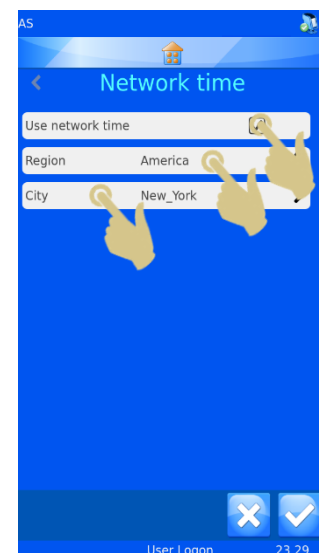 AS
Network time
Use network time
Region America
City New_York
User Logon 23.29